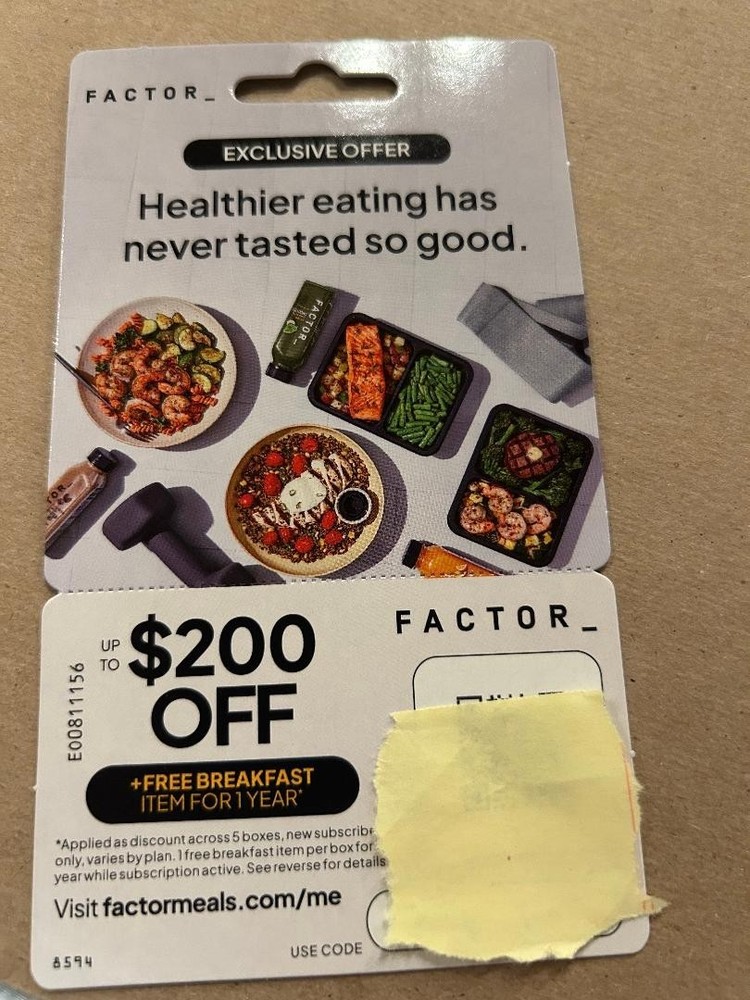 FACTOR_
EXCLUSIVE OFFER
Healthier eating has
never tasted so good.
FACTOR_
UP
TO
$200
OFF
FACTOR_
E00811156
+FREE BREAKFAST
ITEM FOR 1 YEAR*
*Applied as discount across 5 boxes, new
only, varies by plan. 1 free breakfast item per box for
year while subscription active. See reverse for details
Visit factormeals.com/me
USE CODE
8594